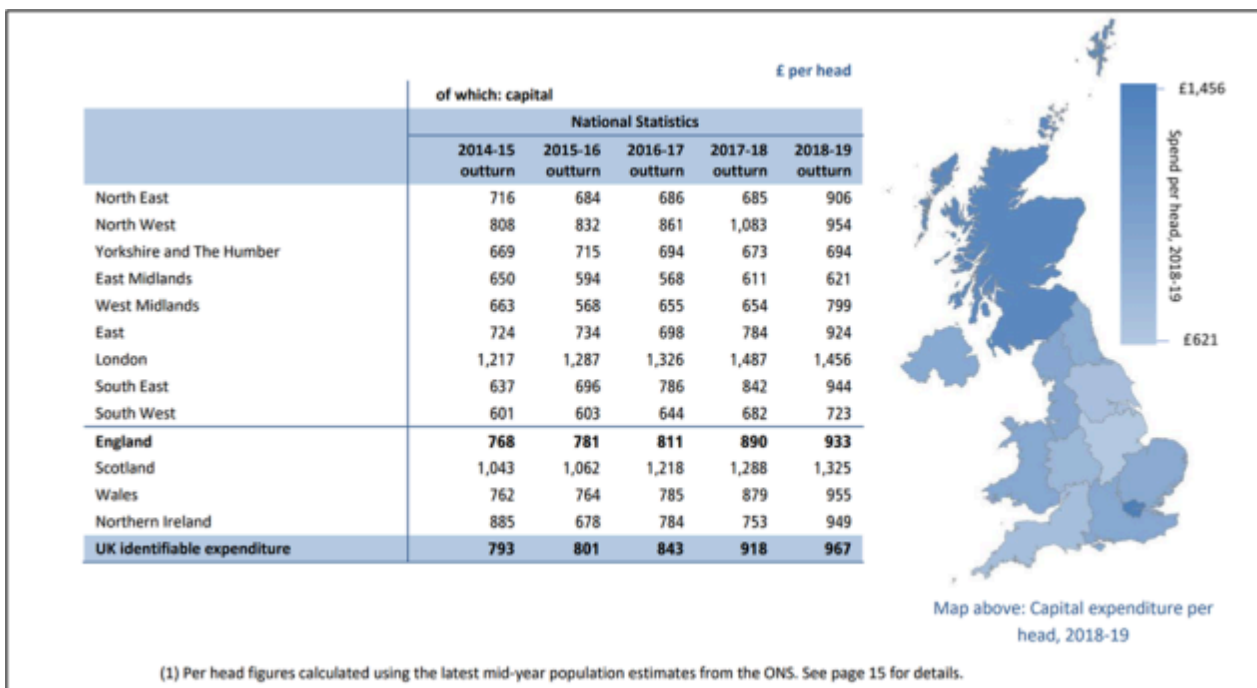 £ per head
of which: capital
National Statistics
2014-15 2015-16 2016-17 2017-18 2018-19
outturn outturn outturn outturn outturn
North East 716 684 686 685 906
North West 808 832 861 1,083 954
Yorkshire and The Humber 669 715 694 673 694
East Midlands 650 594 568 611 621
West Midlands 663 568 655 654 799
East 724 734 698 784 924
London 1,217 1,287 1,326 1,487 1,456
South East 637 696 786 842 944
South West 601 603 644 682 723
England 768 781 811 890 933
Scotland 1,043 1,062 1,218 1,288 1,325
Wales 762 764 785 879 955
Northern Ireland 885 678 784 753 949
UK identifiable expenditure 793 801 843 918 967
£1,456
Spend per head, 2018-19
£621
Map above: Capital expenditure per
head, 2018-19
(1) Per head figures calculated using the latest mid-year population estimates from the ONS. See page 15 for details.